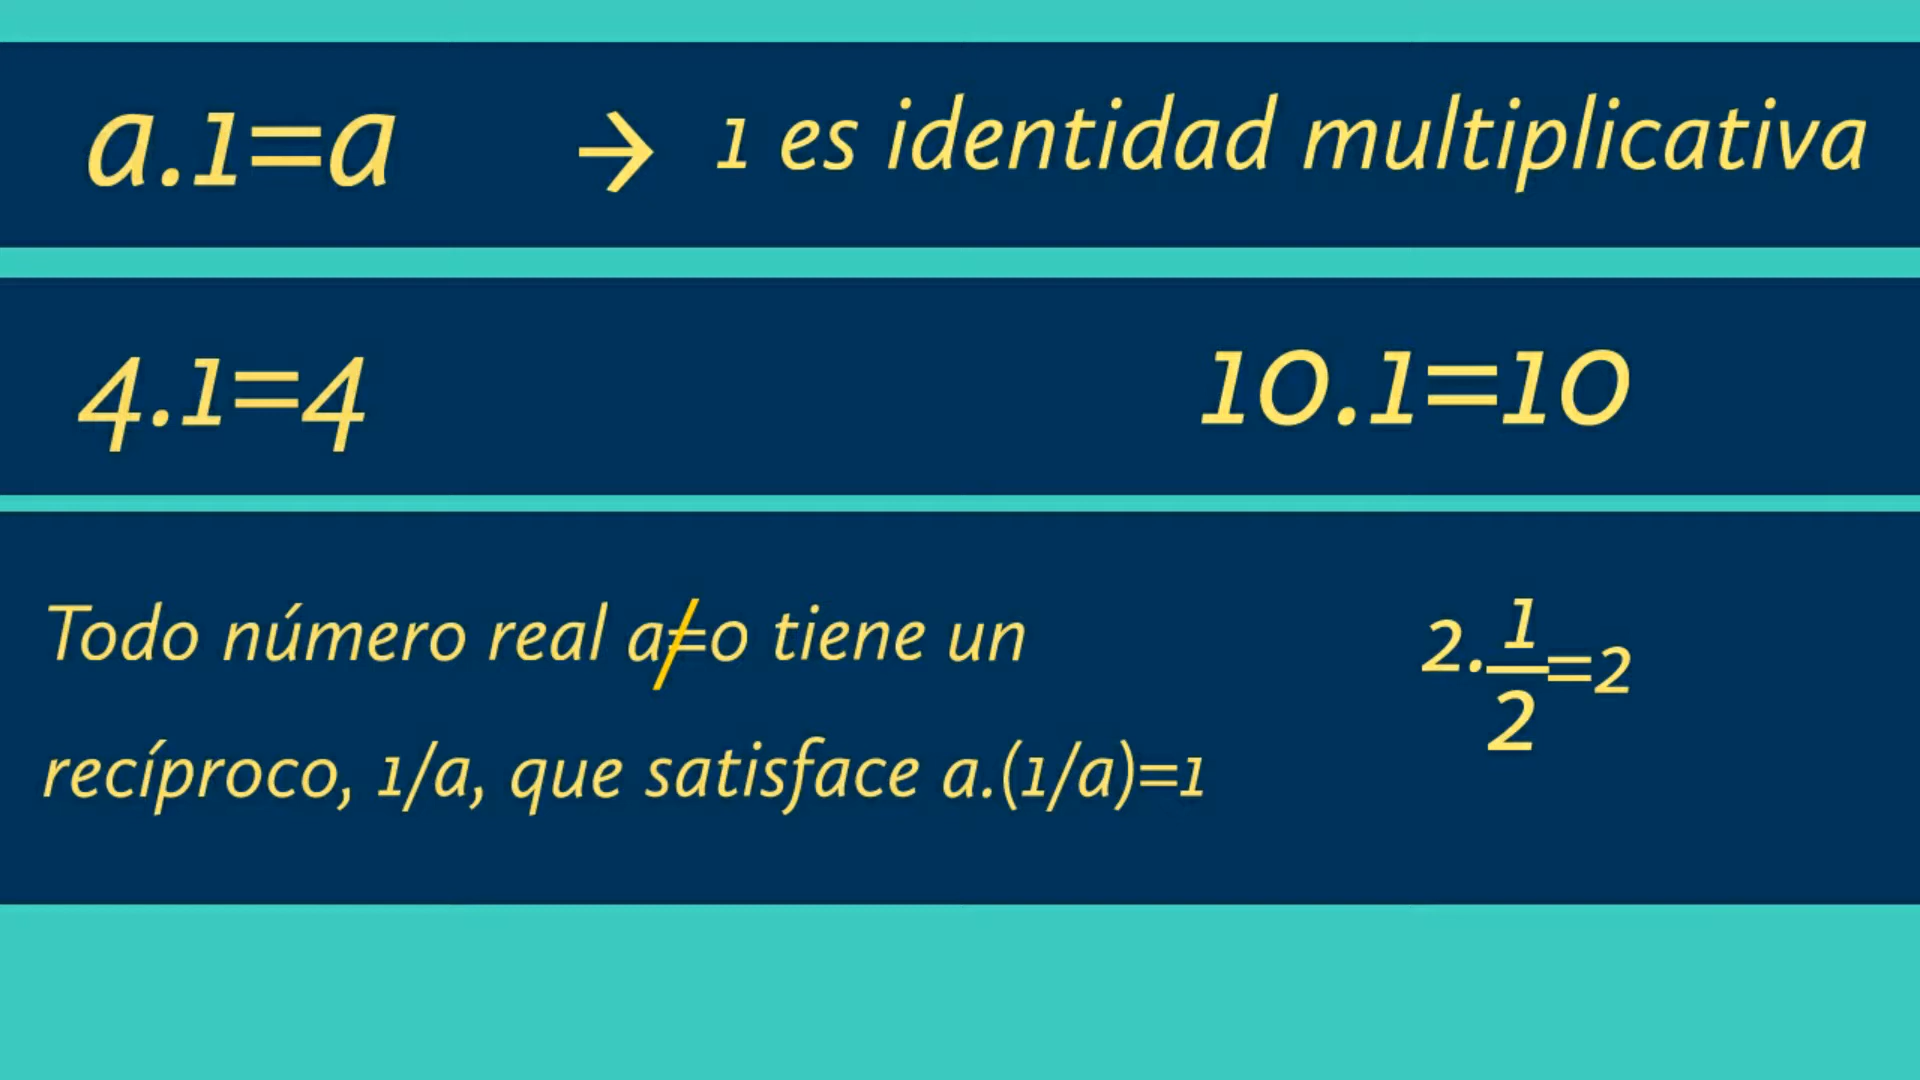 a.1=a → 1 es identidad multiplicativa
4.1=4 10.1=10
Todo número real a≠0 tiene un
recíproco, 1/a, que satisface a.(1/a)=1
2.1/2=2